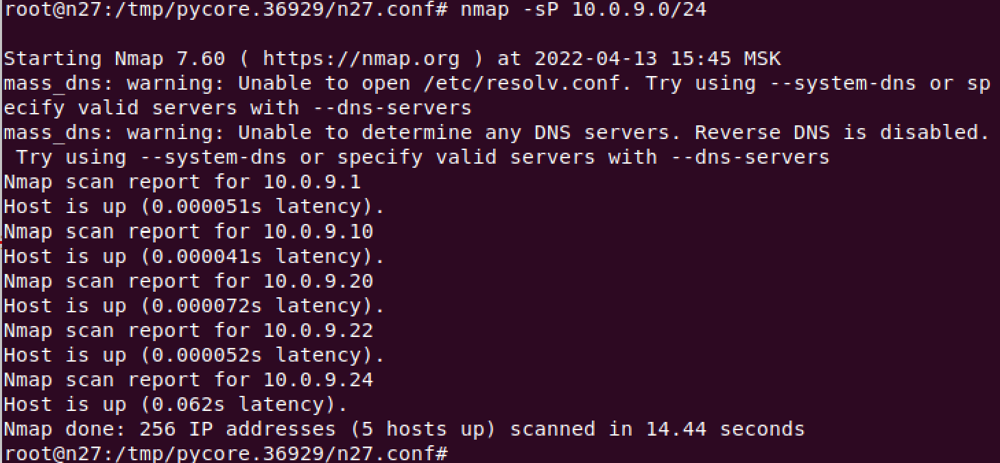 root@n27:/tmp/pycore.36929/n27.conf# nmap -sP 10.0.9.0/24
Starting Nmap 7.60 ( https://nmap.org ) at 2022-04-13 15:45 MSK
mass_dns: warning: Unable to open /etc/resolv.conf. Try using --system-dns or sp
ecify valid servers with --dns-servers
mass_dns: warning: Unable to determine any DNS servers. Reverse DNS is disabled.
 Try using --system-dns or specify valid servers with --dns-servers
Nmap scan report for 10.0.9.1
Host is up (0.000051s latency).
Nmap scan report for 10.0.9.10
Host is up (0.000041s latency).
Nmap scan report for 10.0.9.20
Host is up (0.000072s latency).
Nmap scan report for 10.0.9.22
Host is up (0.000052s latency).
Nmap scan report for 10.0.9.24
Host is up (0.062s latency).
Nmap done: 256 IP addresses (5 hosts up) scanned in 14.44 seconds
root@n27:/tmp/pycore.36929/n27.conf#